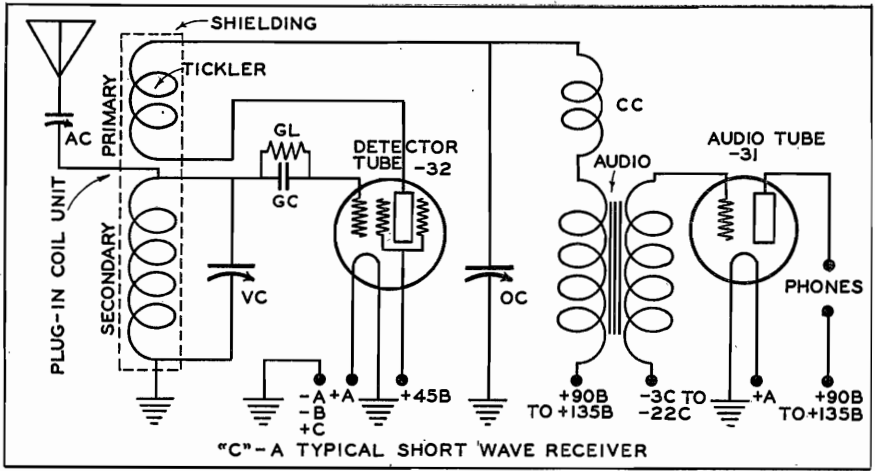 SHIELDING
TICKLER
AC
PRIMARY
PLUG-IN COIL UNIT
SECONDARY
GL
GC
VC
DETECTOR
TUBE -32
OC
CC
AUDIO
AUDIO TUBE
-31
PHONES
-A
-B
+C
+A
+45B
+90B
TO +135B
-3C TO
-22C
+A
+90B
TO +135B
"C"-A TYPICAL SHORT WAVE RECEIVER